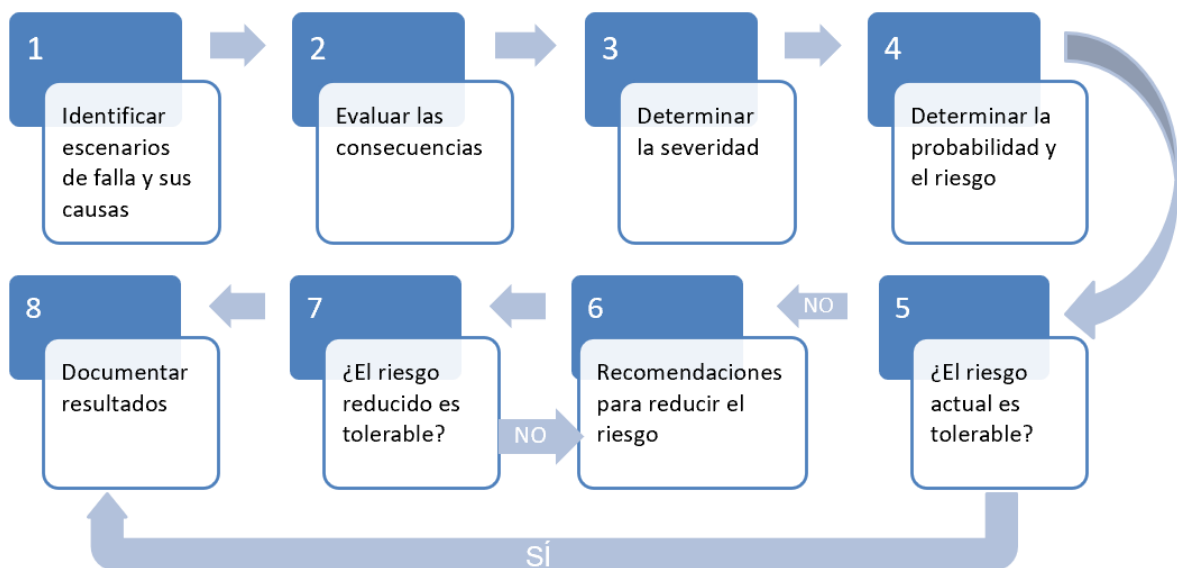 1
Identificar
escenarios
de falla y sus
causas
2
Evaluar las
consecuencias
3
Determinar
la severidad
4
Determinar la
probabilidad y
el riesgo
5
¿El riesgo
actual es
tolerable?
NO
6
Recomendaciones
para reducir el
riesgo
7
¿El riesgo
reducido es
tolerable?
NO
8
Documentar
resultados
SÍ